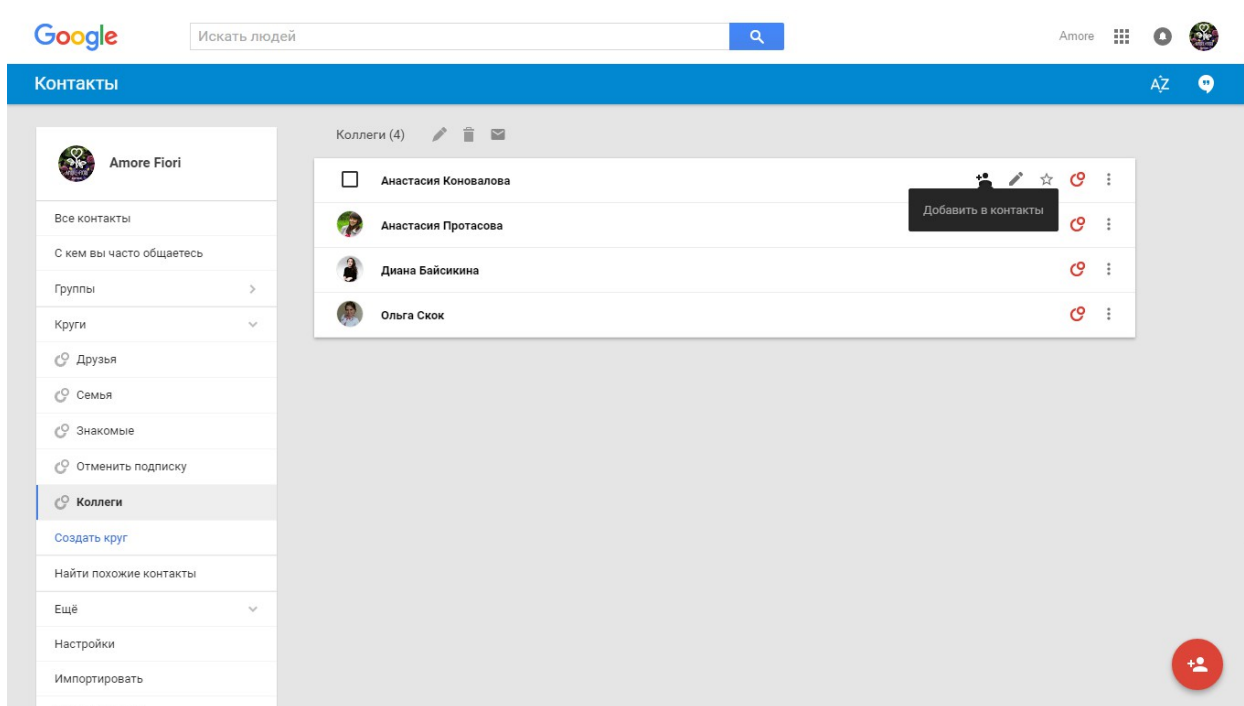 Google Искать людей Amore
Контакты AZ
Коллеги (4)
Amore Fiori
Все контакты
С кем вы часто общаетесь
Группы
Круги
Друзья
Семья
Знакомые
Отменить подписку
Коллеги
Создать круг
Найти похожие контакты
Ещё
Настройки
Импортировать
Анастасия Коновалова
Добавить в контакты
Анастасия Протасова
Диана Байсикина
Ольга Скок